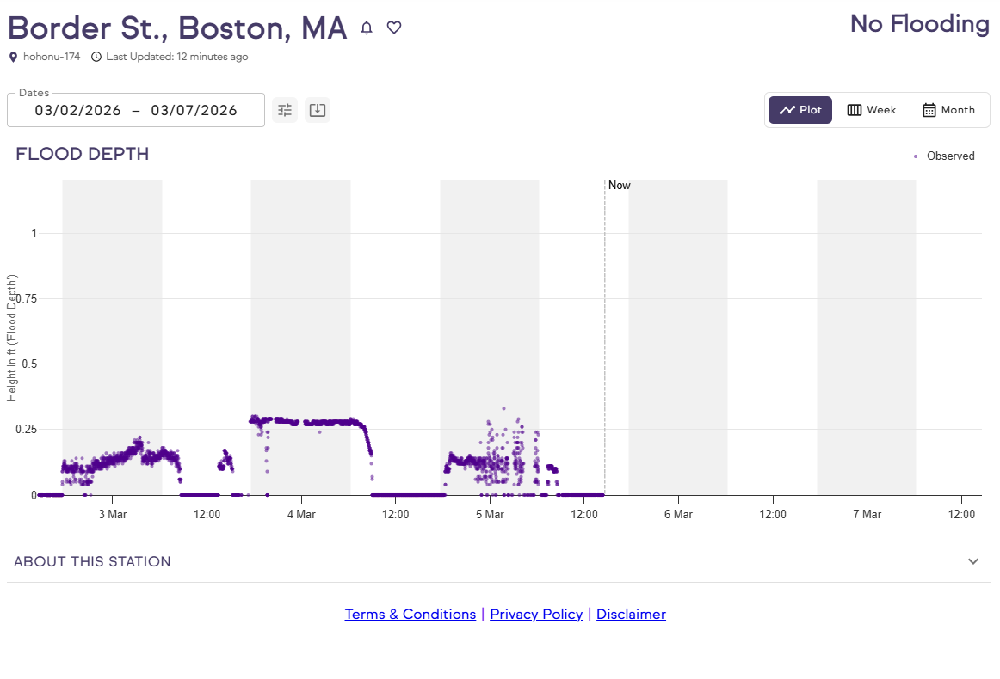 Border St., Boston, MA
No Flooding
hohonu-174 Last Updated: 12 minutes ago
Dates
03/02/2026 – 03/07/2026
Plot Week Month
FLOOD DEPTH
Observed
Now
Height in ft ('Flood Depth')
1
0.75
0.5
0.25
0
3 Mar 12:00 4 Mar 12:00 5 Mar 12:00 6 Mar 12:00 7 Mar 12:00
ABOUT THIS STATION
Terms & Conditions | Privacy Policy | Disclaimer